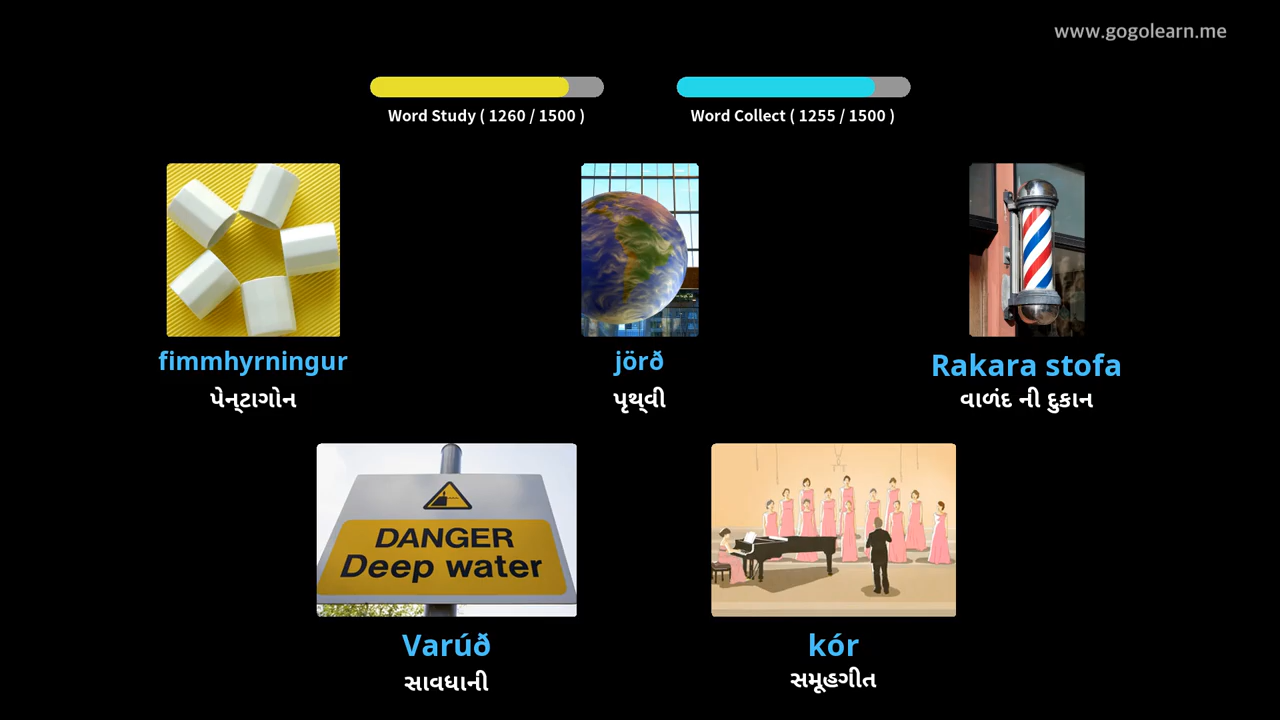 www.gogolearn.me
Word Study ( 1260 / 1500 )
Word Collect ( 1255 / 1500 )
fimmhyrningur
પેન્ટાગોન
jörð
પૃથ્વી
Rakara stofa
વાળંદ ની દુકાન
DANGER
Deep water
Varúð
સાવધાની
kór
સમૂહગીત